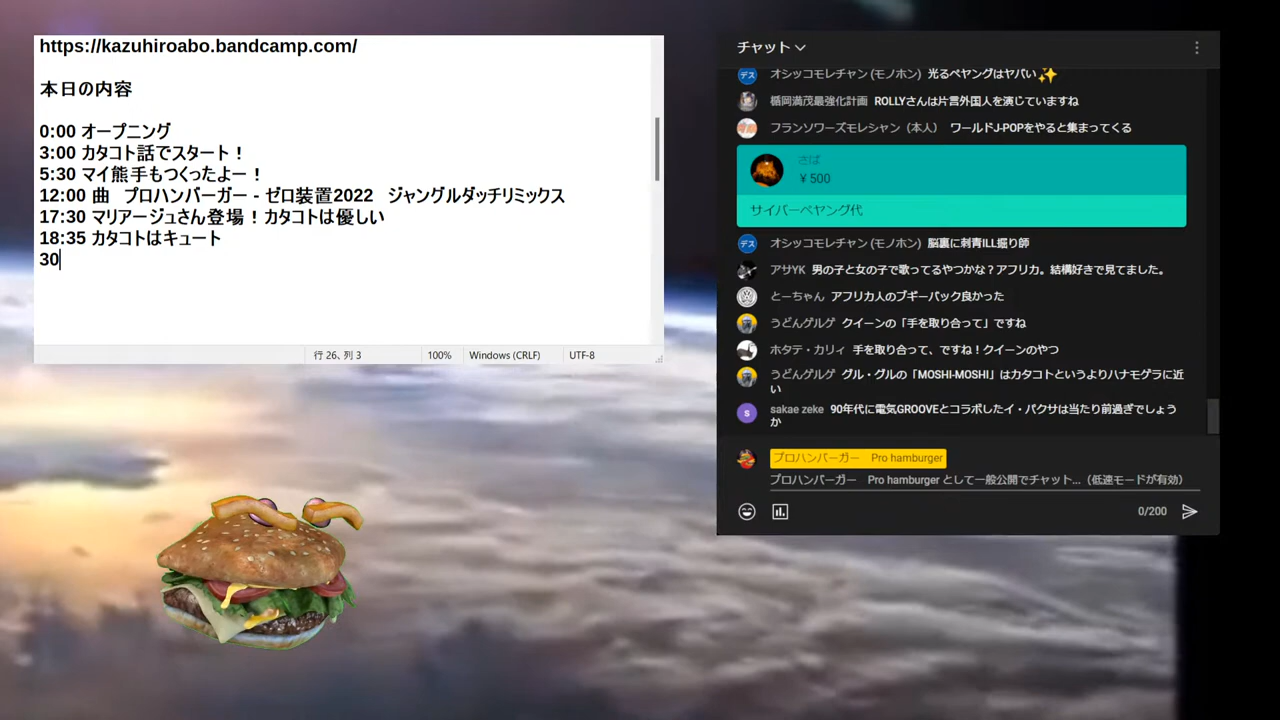 https://kazuhiroabo.bandcamp.com/
本日の内容
0:00 オープニング
3:00 カタコト話でスタート！
5:30 マイ熊手もつくったよー！
12:00 曲　プロハンバーガー - ゼロ装置2022　ジャングルダッチリミックス
17:30 マリアージュさん登場！カタコトは優しい
18:35 カタコトはキュート
30
行 26、列 3
100%
Windows (CRLF)
UTF-8
チャット
デス オシッコモレチャン (モノホン) 光るペヤングはヤバい✨
楯岡満茂最強化計画 ROLLYさんは片言外国人を演じていますね
フランソワーズモレシャン（本人） ワールドJ-POPをやると集まってくる
さば
¥ 500
サイバーペヤング代
デス オシッコモレチャン (モノホン) 脳裏に刺青ILL掘り師
アサYK 男の子と女の子で歌ってるやつかな？アフリカ。結構好きで見てました。
とーちゃん アフリカ人のブギーバック良かった
うどんゲルゲ クイーンの「手を取り合って」ですね
ホタテ・カリィ 手を取り合って、ですね！クイーンのやつ
うどんゲルゲ グル・グルの「MOSHI-MOSHI」はカタコトというよりハナモゲラに近
い
s sakae zeke 90年代に電気GROOVEとコラボしたイ・パクサは当たり前過ぎでしょう
か
プロハンバーガー　Pro hamburger
プロハンバーガー　Pro hamburger として一般公開でチャット...（低速モードが有効）
0/200